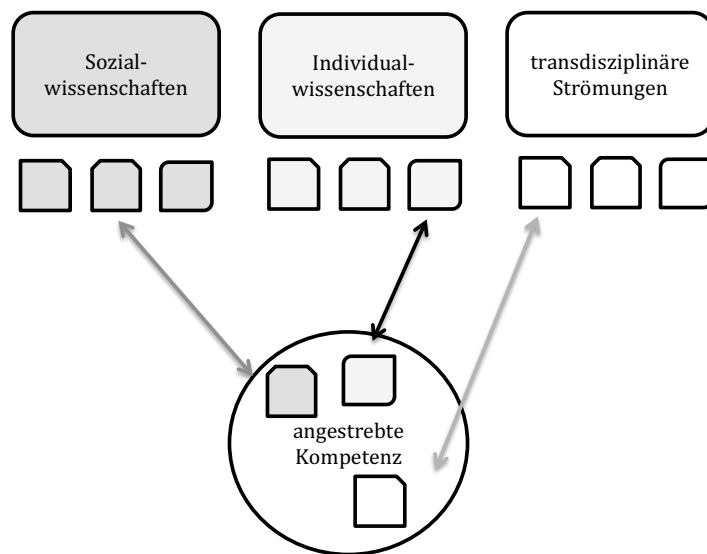 Sozial-
wissenschaften
Individual-
wissenschaften
transdisziplinäre
Strömungen
angestrebte
Kompetenz